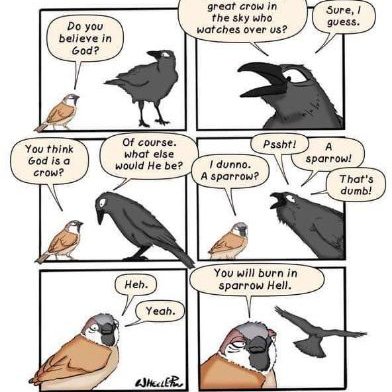 Do you
believe in
God?
great crow in
the sky who
watches over us?
Sure, I
guess.
You think
God is a
crow?
Of course.
what else
would He be?
I dunno.
A sparrow?
Pssht!
A
sparrow!
That's
dumb!
Heh.
Yeah.
WHEELER
You will burn in
sparrow Hell.